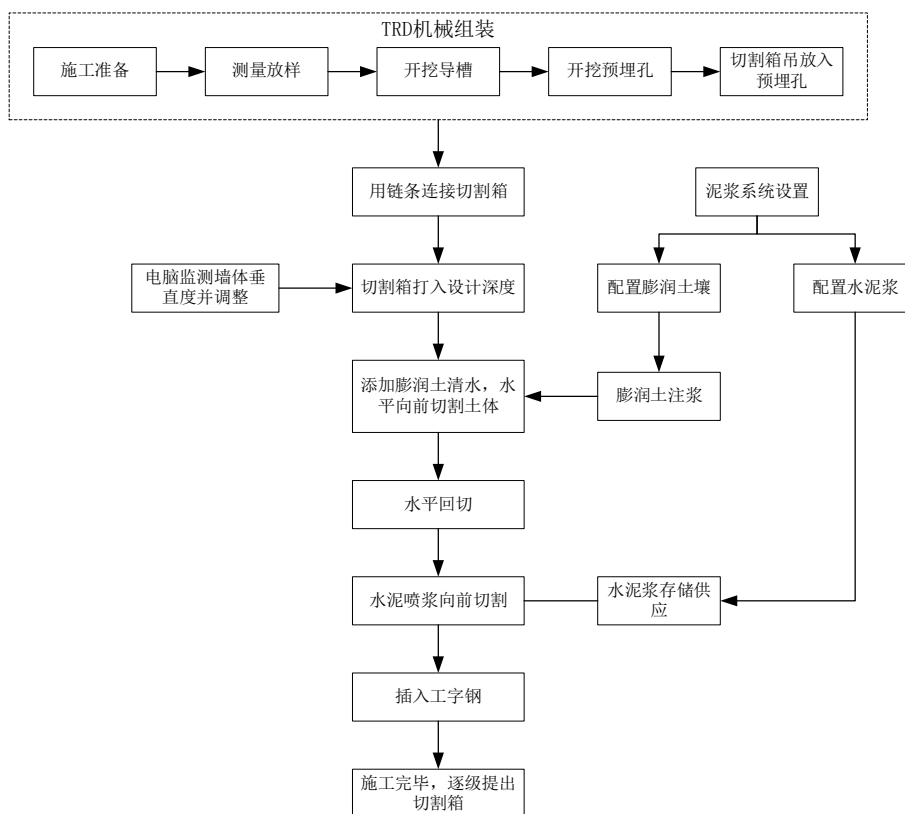 TRD机械组装
施工准备
测量放样
开挖导槽
开挖预埋孔
切割箱吊放入
预埋孔
用链条连接切割箱
泥浆系统设置
电脑监测墙体垂
直度并调整
切割箱打入设计深度
配置膨润土壤
配置水泥浆
添加膨润土清水，水
平向前切割土体
膨润土注浆
水平回切
水泥喷浆向前切割
水泥浆存储供
应
插入工字钢
施工完毕，逐级提出
切割箱